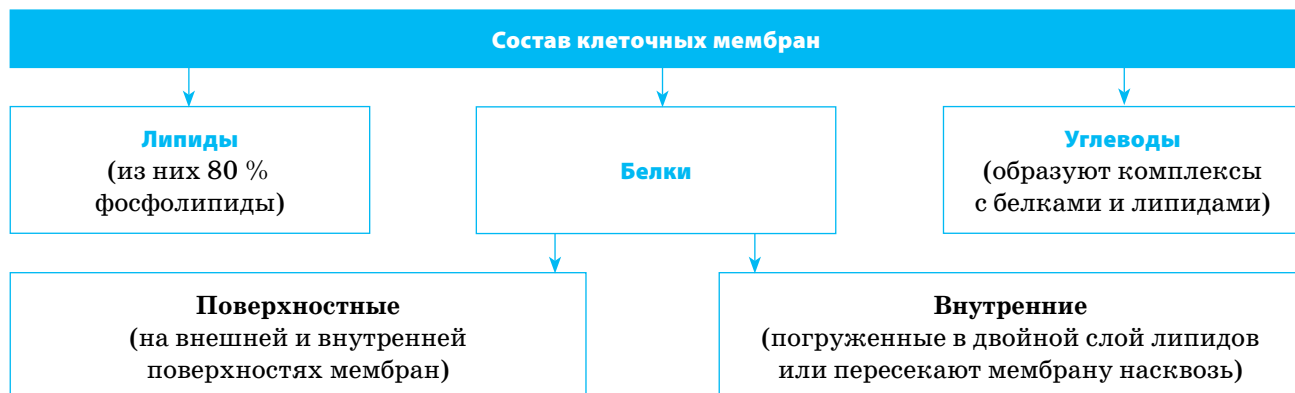 Состав клеточных мембран
Липиды
(из них 80 %
фосфолипиды)
Белки
Углеводы
(образуют комплексы
с белками и липидами)
Поверхностные
(на внешней и внутренней
поверхностях мембран)
Внутренние
(погруженные в двойной слой липидов
или пересекают мембрану насквозь)